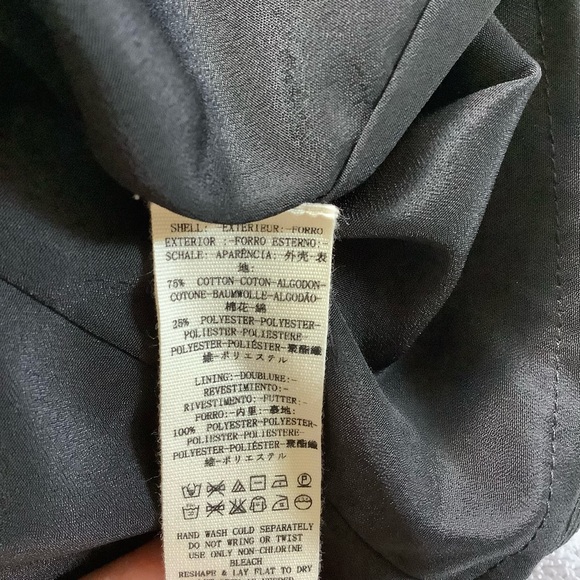 SHELL: EXTÉRIEUR:-FORRO
EXTERIOR :-FORRO ESTERNO:-
SCHALE: APARÊNCIA: 外壳 表
地:
75% COTTON-COTON-ALGODON-
COTONE-BAUMWOLLE-ALGODÃO
棉花-綿
25% POLYESTER-POLYESTER-
POLIESTER-POLIESTERE
POLYESTER-POLIÉSTER-聚酯纖
維-ポリエステル
LINING:-DOUBLURE:-
REVESTIMIENTO:-
RIVESTIMENTO:-FUTTER:-
FORRO:-内里:裏地:
100% POLYESTER-POLYESTER-
POLIESTER-POLIESTERE-
POLYESTER-POLIÉSTER-聚酯纖
維-ポリエステル
HAND WASH COLD SEPARATELY
DO NOT WRING OR TWIST
USE ONLY NON-CHLORINE
BLEACH
RESHAPE & LAY FLAT TO DRY